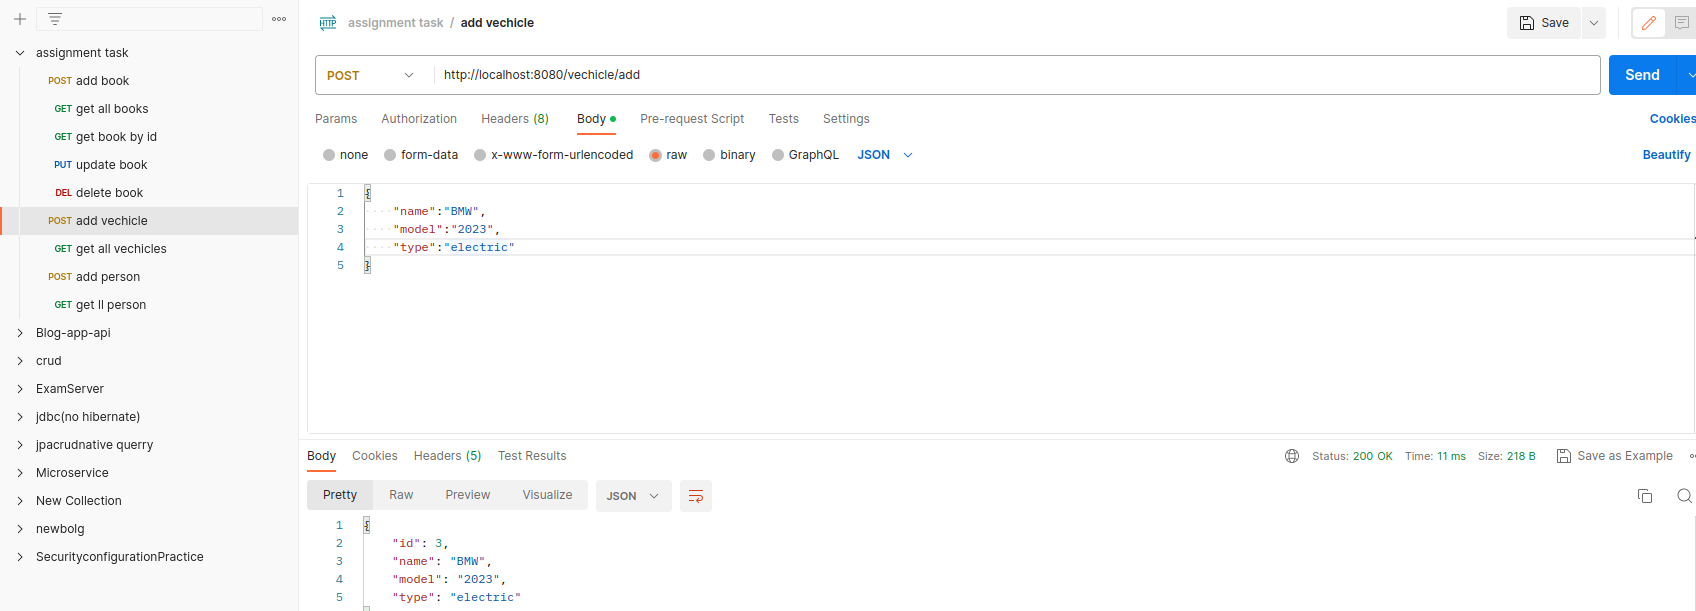 assignment task
POST add book
GET get all books
GET get book by id
PUT update book
DEL delete book
POST add vechicle
GET get all vechicles
POST add person
GET get ll person
Blog-app-api
crud
ExamServer
jdbc(no hibernate)
jpacrudnative querry
Microservice
New Collection
newbolg
SecurityconfigurationPractice
HTTP assignment task / add vechicle
Save
POST http://localhost:8080/vechicle/add
Send
Params Authorization Headers (8) Body Pre-request Script Tests Settings Cookies
none form-data x-www-form-urlencoded raw binary GraphQL JSON Beautify
1 {
2 "name":"BMW",
3 "model":"2023",
4 "type":"electric"
5 }
Body Cookies Headers (5) Test Results Status: 200 OK Time: 11 ms Size: 218 B Save as Example
Pretty Raw Preview Visualize JSON
1 {
2 "id": 3,
3 "name": "BMW",
4 "model": "2023",
5 "type": "electric"